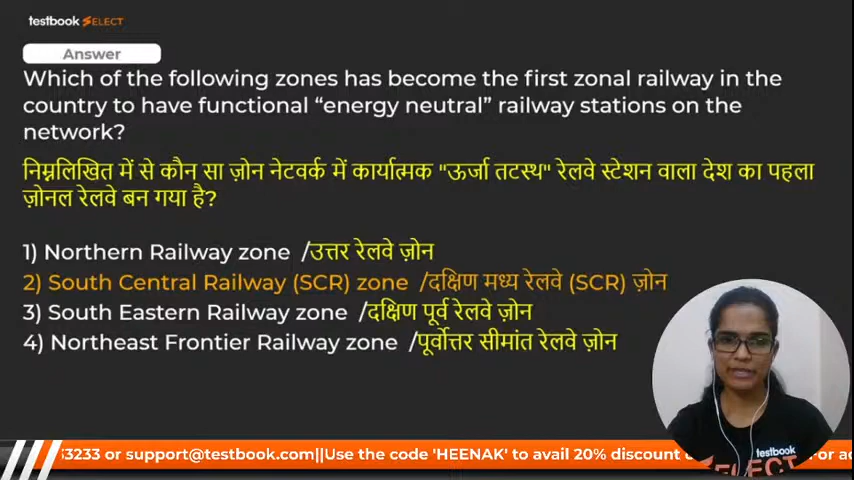 testbook SELECT
Answer
Which of the following zones has become the first zonal railway in the
country to have functional “energy neutral” railway stations on the
network?
निम्नलिखित में से कौन सा ज़ोन नेटवर्क में कार्यात्मक "ऊर्जा तटस्थ" रेलवे स्टेशन वाला देश का पहला
ज़ोनल रेलवे बन गया है?
1) Northern Railway zone /उत्तर रेलवे ज़ोन
2) South Central Railway (SCR) zone /दक्षिण मध्य रेलवे (SCR) ज़ोन
3) South Eastern Railway zone /दक्षिण पूर्व रेलवे ज़ोन
4) Northeast Frontier Railway zone /पूर्वोत्तर सीमांत रेलवे ज़ोन
testbook
SELECT
53233 or support@testbook.com||Use the code 'HEENAK' to avail 20% discount